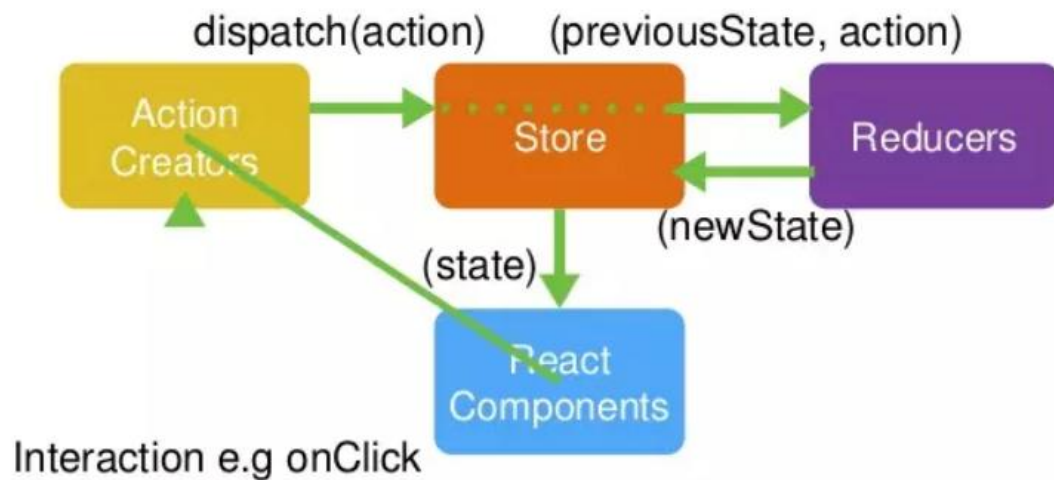 dispatch(action)
(previousState, action)
Action
Creators
Store
Reducers
(newState)
(state)
React
Components
Interaction e.g onClick